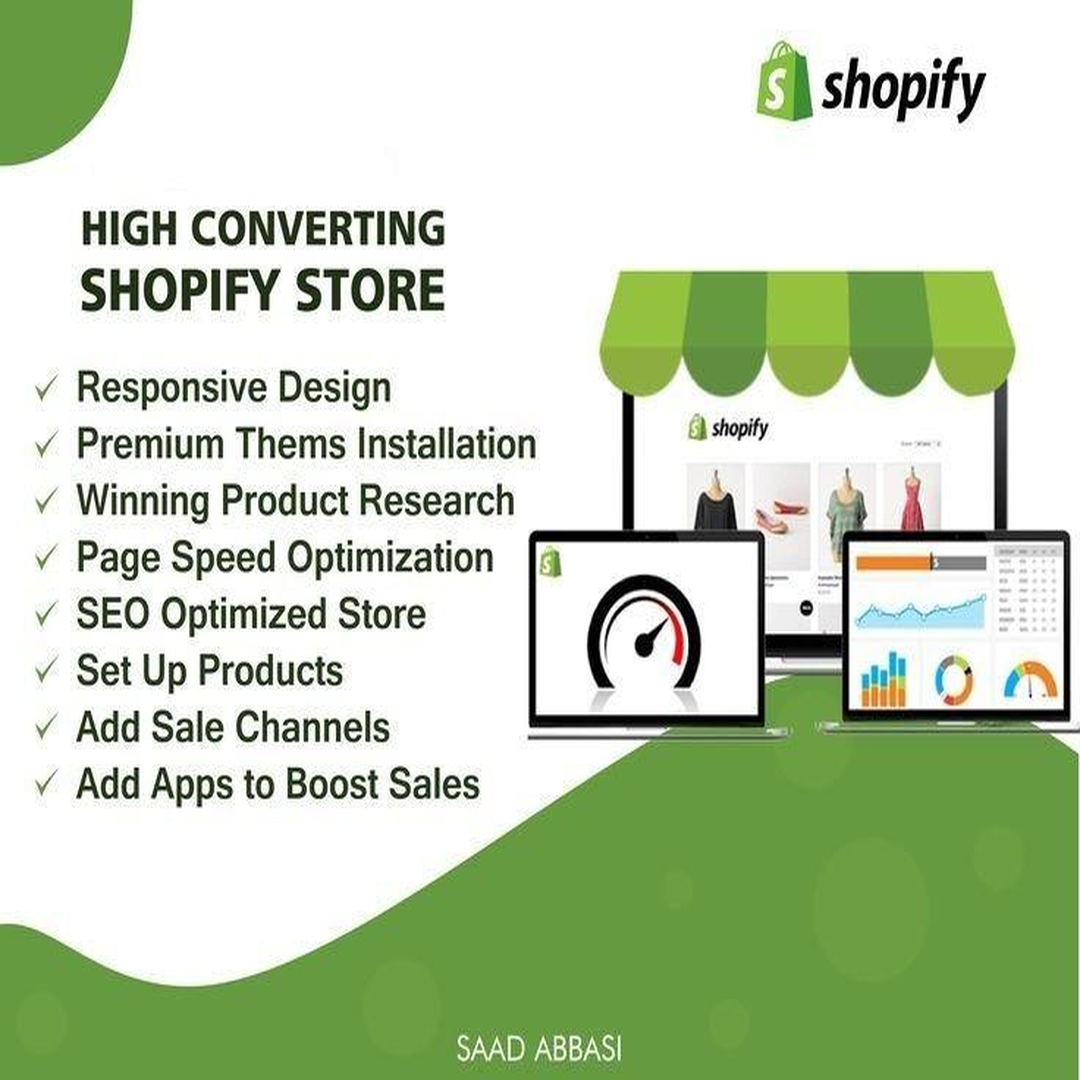 shopify
HIGH CONVERTING
SHOPIFY STORE
Responsive Design
Premium Thems Installation
Winning Product Research
Page Speed Optimization
SEO Optimized Store
Set Up Products
Add Sale Channels
Add Apps to Boost Sales
shopify
SAAD ABBASI